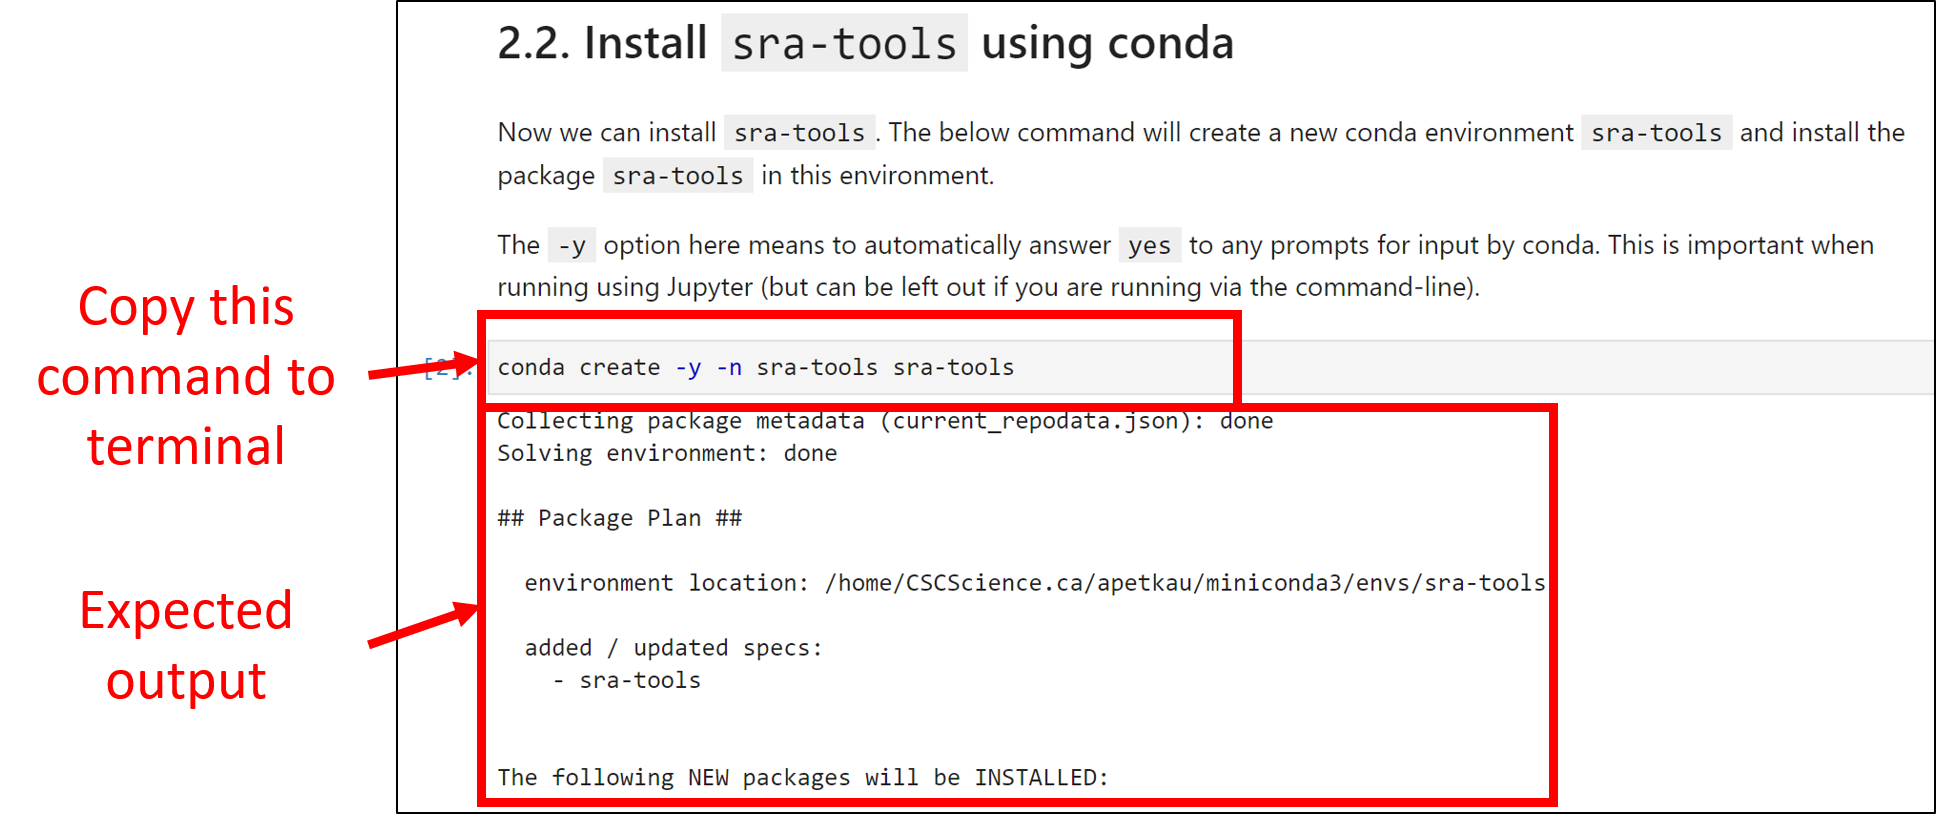 2.2. Install sra-tools using conda
Now we can install sra-tools. The below command will create a new conda environment sra-tools and install the
package sra-tools in this environment.
The -y option here means to automatically answer yes to any prompts for input by conda. This is important when
running using Jupyter (but can be left out if you are running via the command-line).
Copy this
command to
terminal
[2]:
conda create -y -n sra-tools sra-tools
Collecting package metadata (current_repodata.json): done
Solving environment: done
## Package Plan ##
environment location: /home/CSCScience.ca/apetkau/miniconda3/envs/sra-tools
added / updated specs:
- sra-tools
Expected
output
The following NEW packages will be INSTALLED: